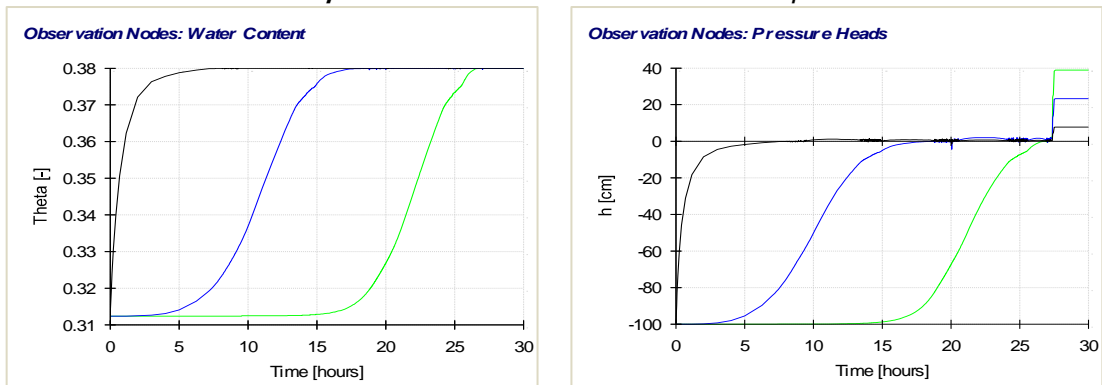 Observation Nodes: Water Content
0.38
0.37
0.36
0.35
0.34
0.32
0.31
Theta [-]
0 5 10 15 20 25 30
Time [hours]
Observation Nodes: Pressure Heads
40
20
0
-20
-40
-60
-80
-100
h [cm]
0 5 10 15 20 25 30
Time [hours]